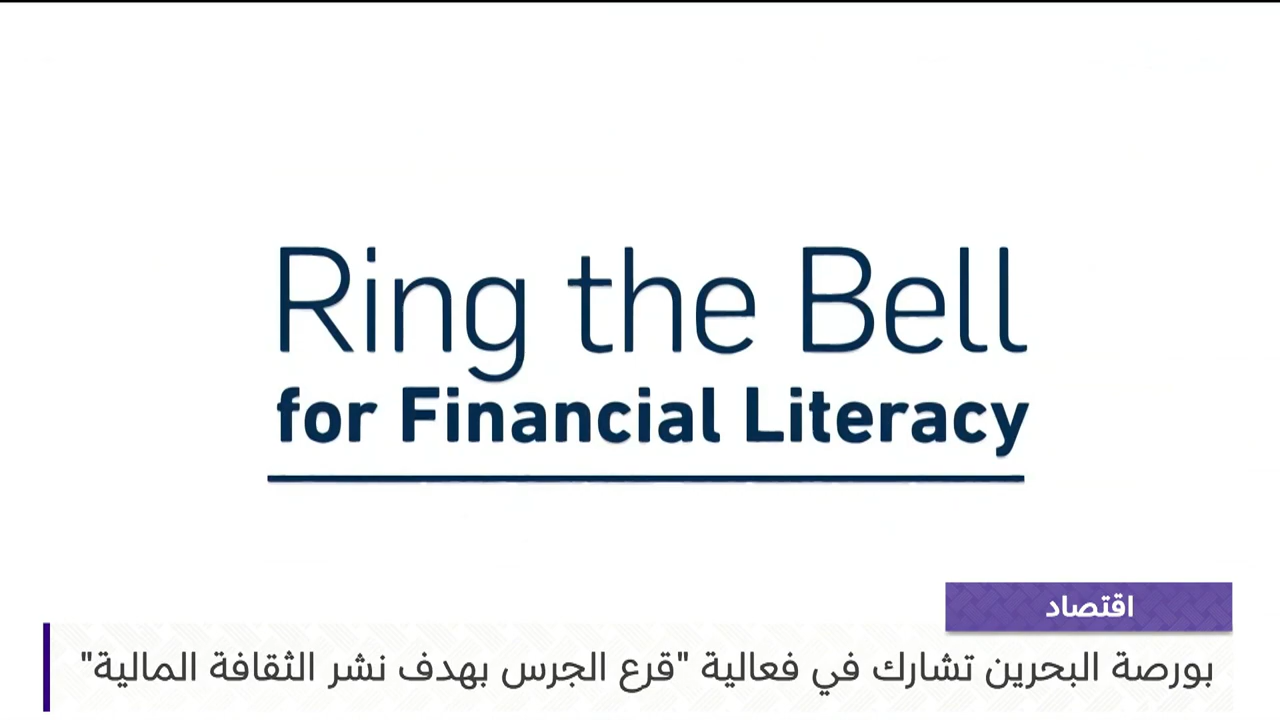 Ring the Bell
for Financial Literacy
اقتصاد
بورصة البحرين تشارك في فعالية "قرع الجرس بهدف نشر الثقافة المالية"